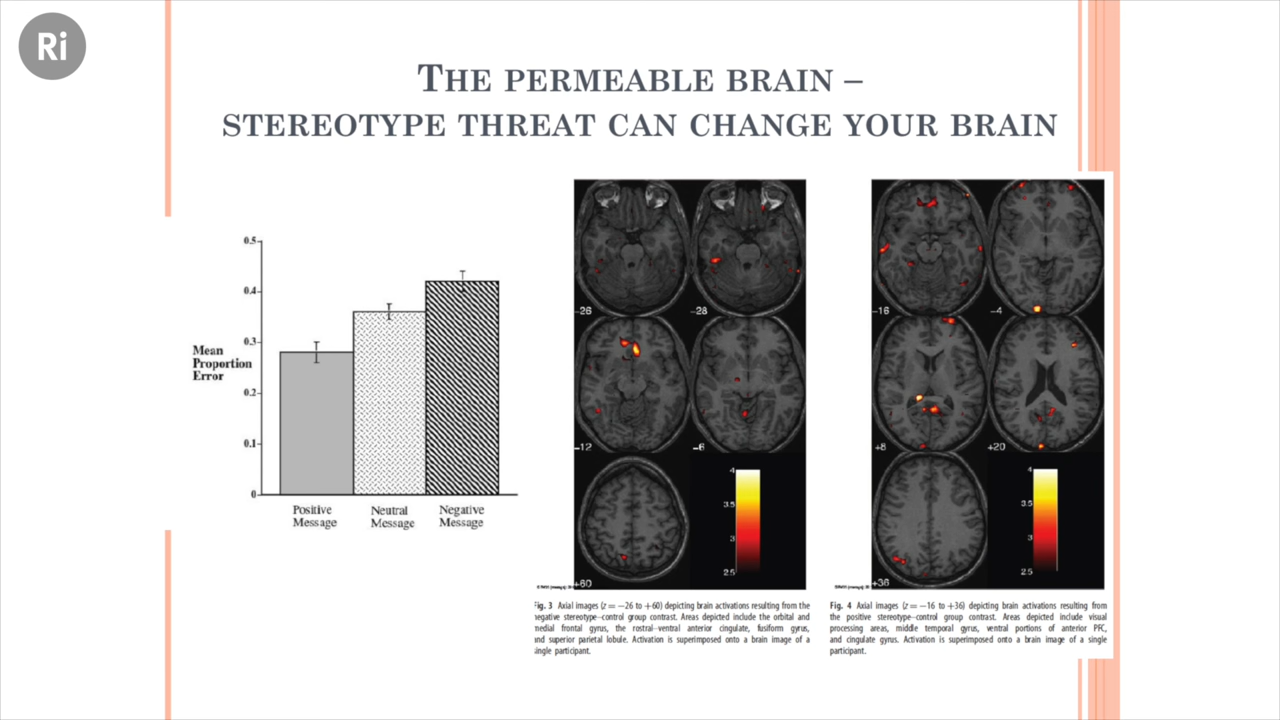 Ri
THE PERMEABLE BRAIN –
STEREOTYPE THREAT CAN CHANGE YOUR BRAIN
0.5
0.4
0.3
0.2
0.1
0
Mean
Proportion
Error
Positive
Message
Neutral
Message
Negative
Message
-26
-28
-12
-6
+60
4
3.5
3
2.5
-16
-4
+8
+20
+36
4
3.5
3
2.5
Fig. 3 Axial images (z = −26 to +60) depicting brain activations resulting from the
negative stereotype–control group contrast. Areas depicted include the orbital and
medial frontal gyrus, the rostral–ventral anterior cingulate, fusiform gyrus,
and superior parietal lobule. Activation is superimposed onto a brain image of a
single participant.
Fig. 4 Axial images (z = −16 to +36) depicting brain activations resulting from
the positive stereotype–control group contrast. Areas depicted include visual
processing areas, middle temporal gyrus, ventral portions of anterior PFC,
and cingulate gyrus. Activation is superimposed onto a brain image of a single
participant.